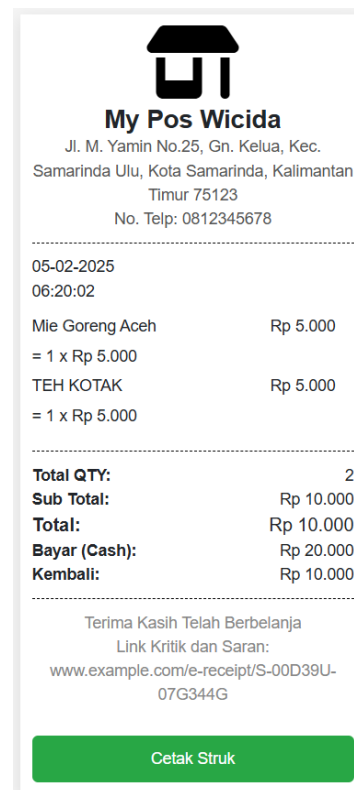 My Pos Wicida
Jl. M. Yamin No.25, Gn. Kelua, Kec.
Samarinda Ulu, Kota Samarinda, Kalimantan
Timur 75123
No. Telp: 0812345678
05-02-2025
06:20:02
Mie Goreng Aceh Rp 5.000
= 1 x Rp 5.000
TEH KOTAK Rp 5.000
= 1 x Rp 5.000
Total QTY: 2
Sub Total: Rp 10.000
Total: Rp 10.000
Bayar (Cash): Rp 20.000
Kembali: Rp 10.000
Terima Kasih Telah Berbelanja
Link Kritik dan Saran:
www.example.com/e-receipt/S-00D39U-
07G344G
Cetak Struk